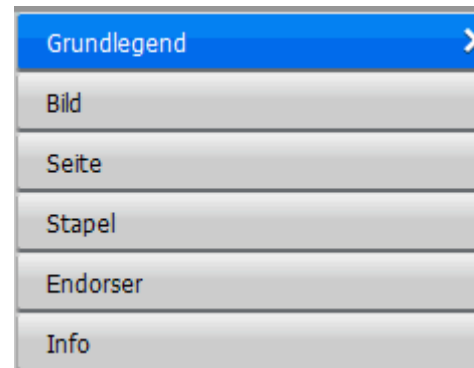 Grundlegend
Bild
Seite
Stapel
Endorser
Info